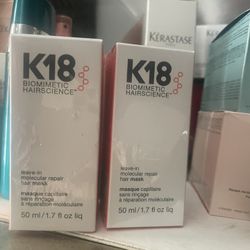 K18
BIOMIMETIC
HAIRSCIENCE
leave-in
molecular repair
hair mask
masque capillaire
sans rinçage
à réparation moléculaire
50 ml/1.7 fl oz liq
K18
BIOMIMETIC
HAIRSCIENCE
leave-in
molecular repair
hair mask
masque capillaire
sans rinçage
à réparation moléculaire
50 ml/1.7 fl oz liq
KÉRASTASE